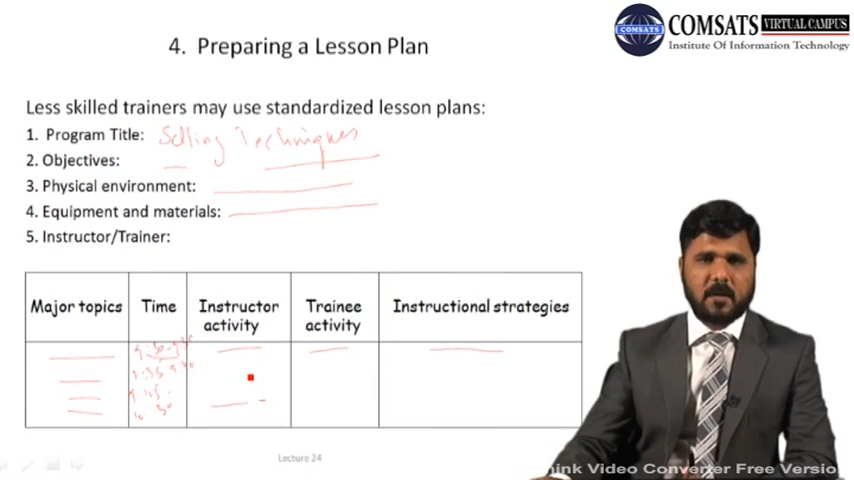 COMSATS VIRTUAL CAMPUS
COMSATS
Institute Of Information Technology
4. Preparing a Lesson Plan
Less skilled trainers may use standardized lesson plans:
1. Program Title: Selling Techniques
2. Objectives:
3. Physical environment:
4. Equipment and materials:
5. Instructor/Trainer:
Major topics Time Instructor activity Trainee activity Instructional strategies
Lecture 24
hink Video Converter Free Versio